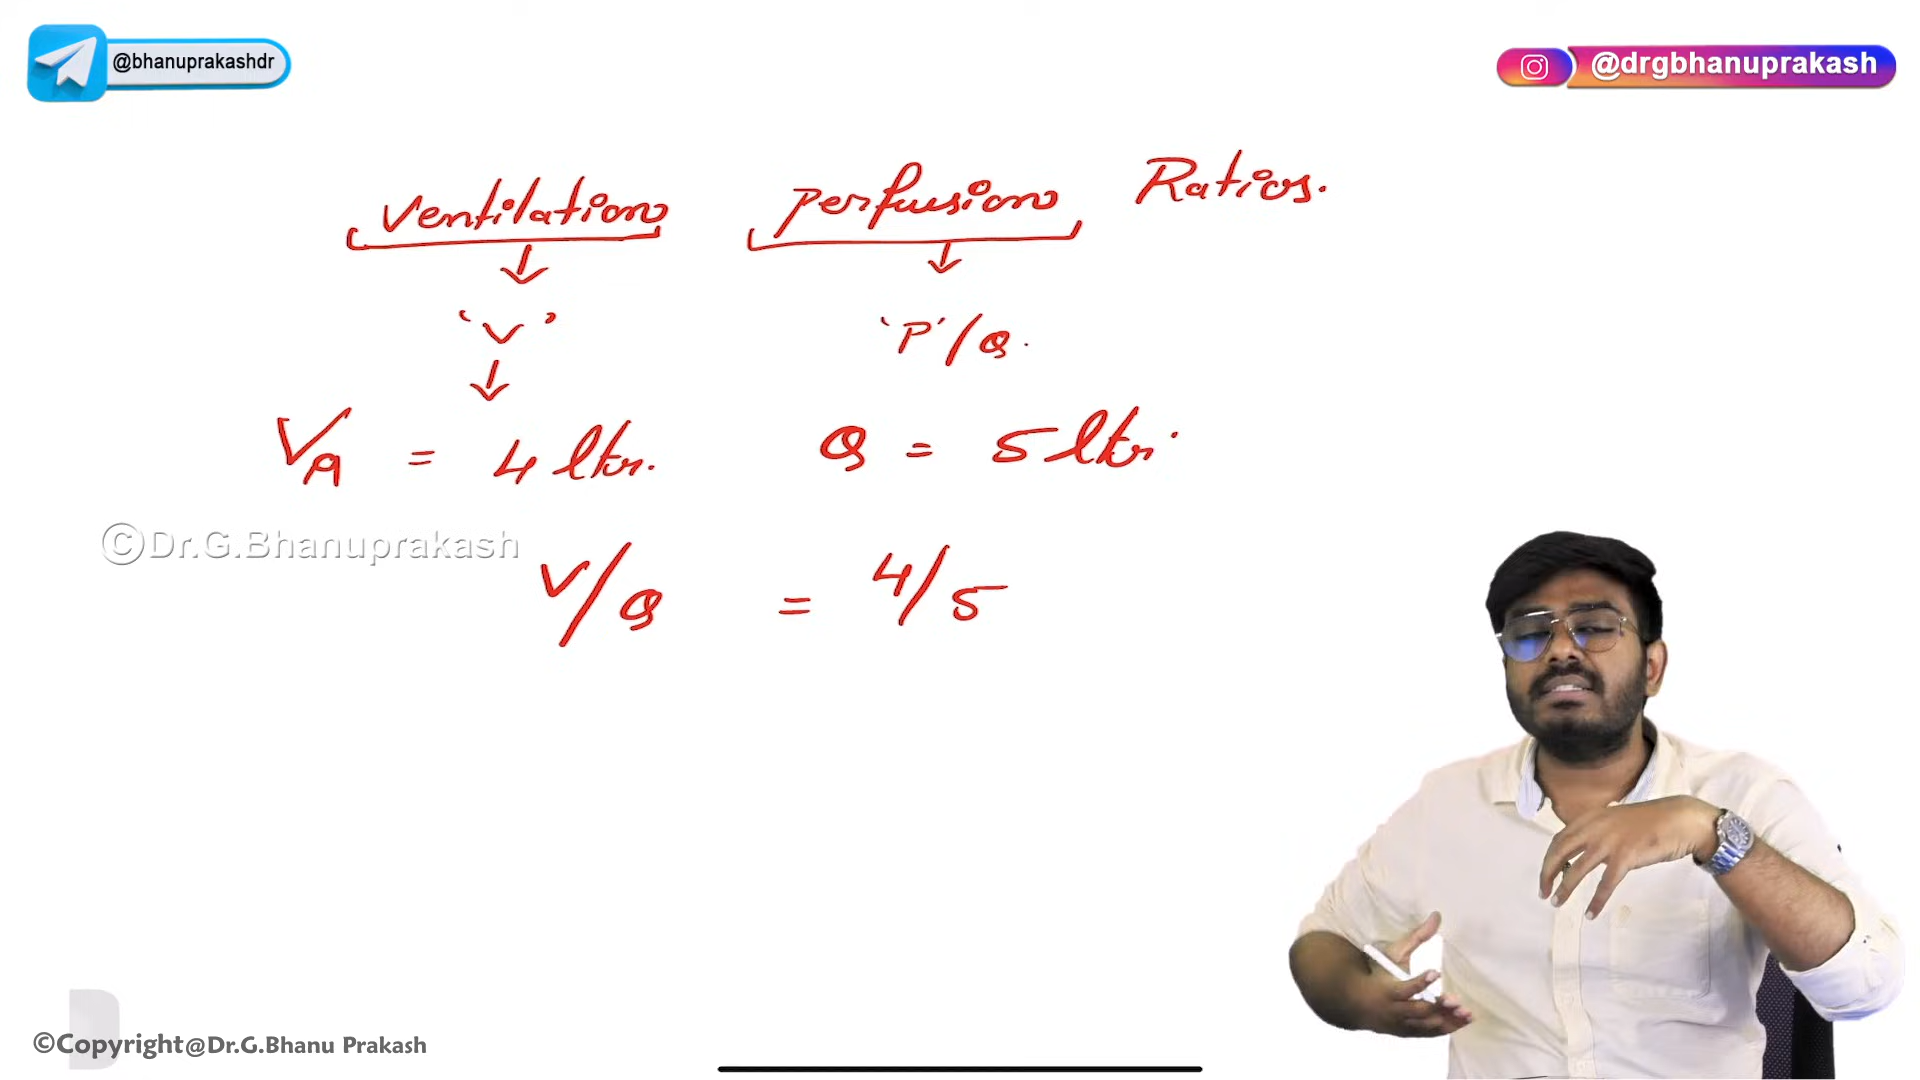 @bhanuprakashdr
@drgbhanuprakash
Ventilation perfusion Ratios.
'V' 'P'/Q.
VA = 4 ltr. Q = 5 ltr.
©Dr.G.Bhanuprakash
V/Q = 4/5
©Copyright@Dr.G.Bhanu Prakash